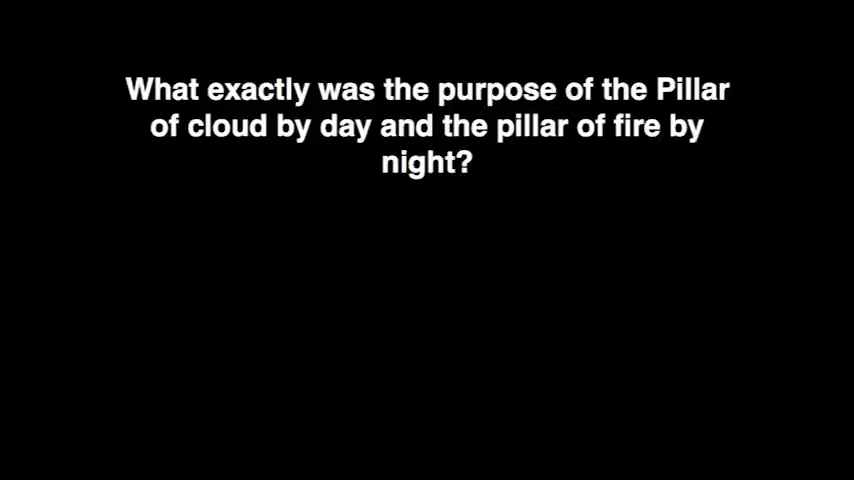 What exactly was the purpose of the Pillar
of cloud by day and the pillar of fire by
night?